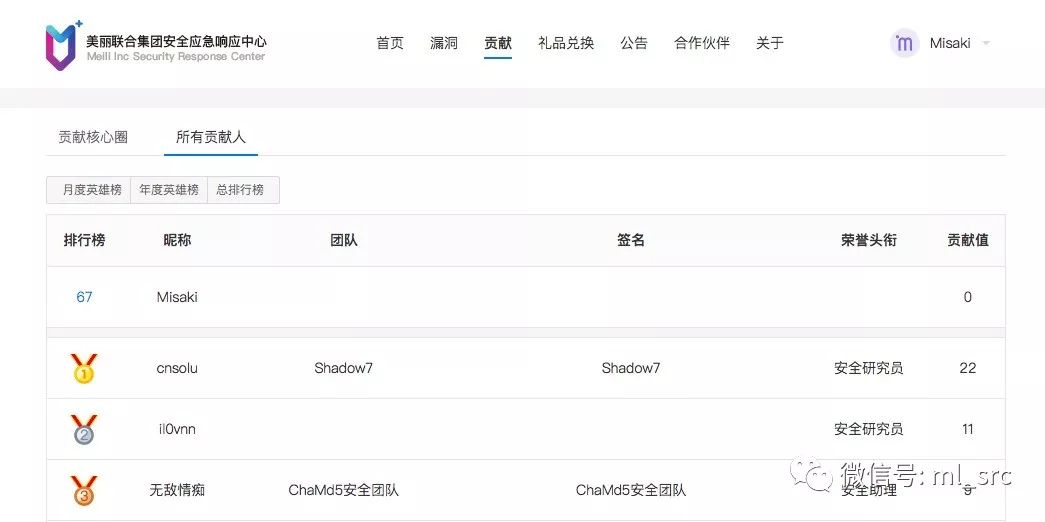 美丽联合集团安全应急响应中心
Meili Inc Security Response Center
首页 漏洞 贡献 礼品兑换 公告 合作伙伴 关于
m Misaki
贡献核心圈 所有贡献人
月度英雄榜 年度英雄榜 总排行榜
排行榜 昵称 团队 签名 荣誉头衔 贡献值
67 Misaki 0
1 cnsolu Shadow7 Shadow7 安全研究员 22
2 il0vnn 安全研究员 11
3 无敌情痴 ChaMd5安全团队 ChaMd5安全团队 安全助理 9
微信号: ml_src